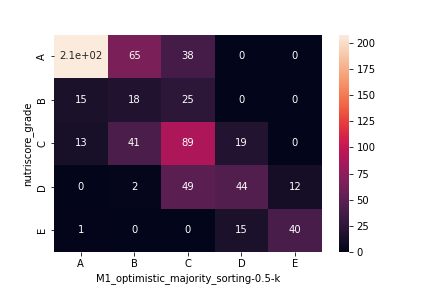 A 2.1e+02 65 38 0 0
B 15 18 25 0 0
C 13 41 89 19 0
D 0 2 49 44 12
E 1 0 0 15 40
A B C D E
nutriscore_grade
M1_optimistic_majority_sorting-0.5-k
200
175
150
125
100
75
50
25
0